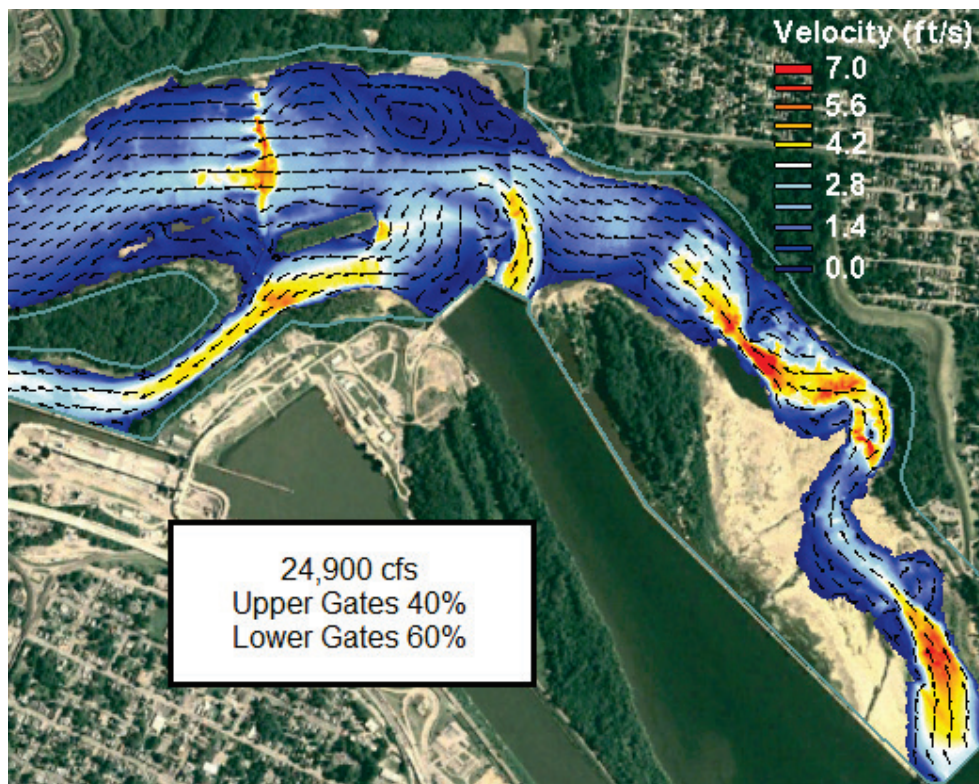 Velocity (ft/s)
7.0
5.6
4.2
2.8
1.4
0.0
24,900 cfs
Upper Gates 40%
Lower Gates 60%